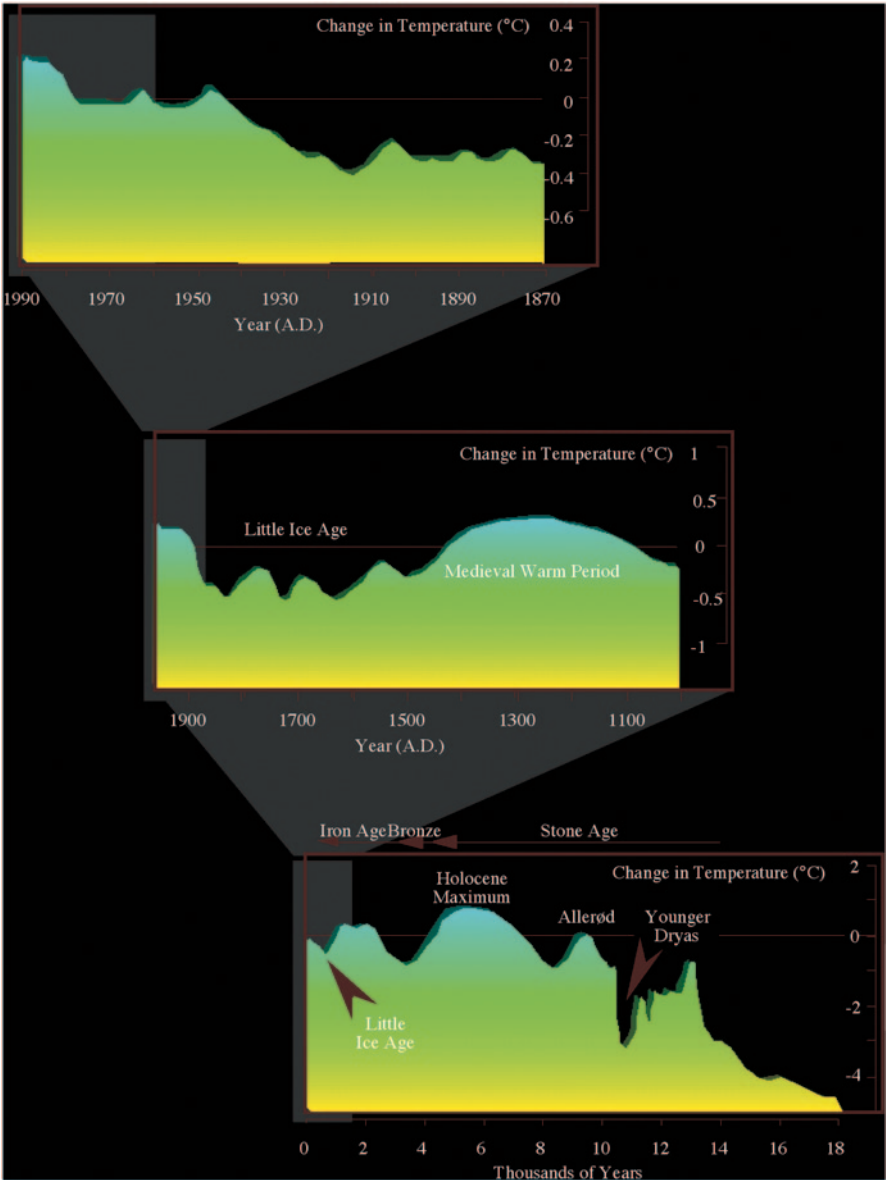 Change in Temperature (°C) 0.4
0.2
0
-0.2
-0.4
-0.6
1990 1970 1950 1930 1910 1890 1870
Year (A.D.)
Change in Temperature (°C) 1
0.5
Little Ice Age
0
Medieval Warm Period
-0.5
-1
1900 1700 1500 1300 1100
Year (A.D.)
Iron Age Bronze Stone Age
2
Change in Temperature (°C)
Holocene
Maximum
Allerød
Younger
Dryas
0
-2
Little
Ice Age
-4
0 2 4 6 8 10 12 14 16 18
Thousands of Years